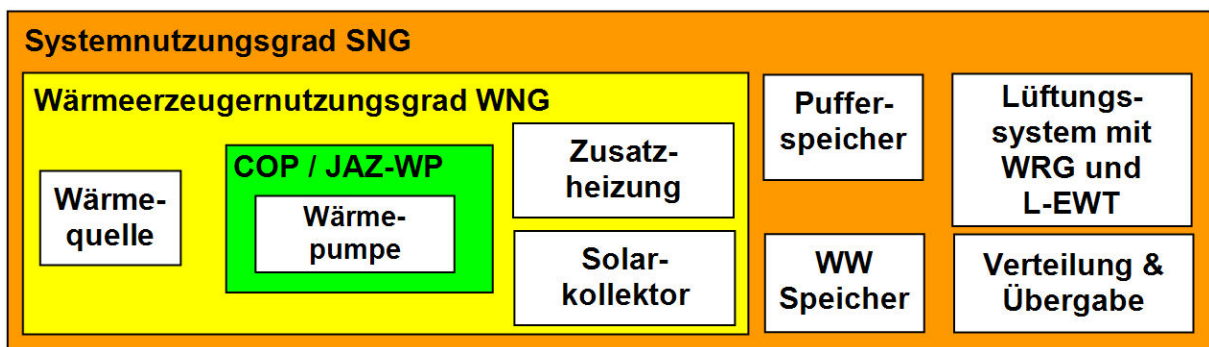 Systemnutzungsgrad SNG
Wärmeerzeugernutzungsgrad WNG
Wärme-
quelle
COP / JAZ-WP
Wärme-
pumpe
Zusatz-
heizung
Solar-
kollektor
Puffer-
speicher
WW
Speicher
Lüftungs-
system mit
WRG und
L-EWT
Verteilung &
Übergabe